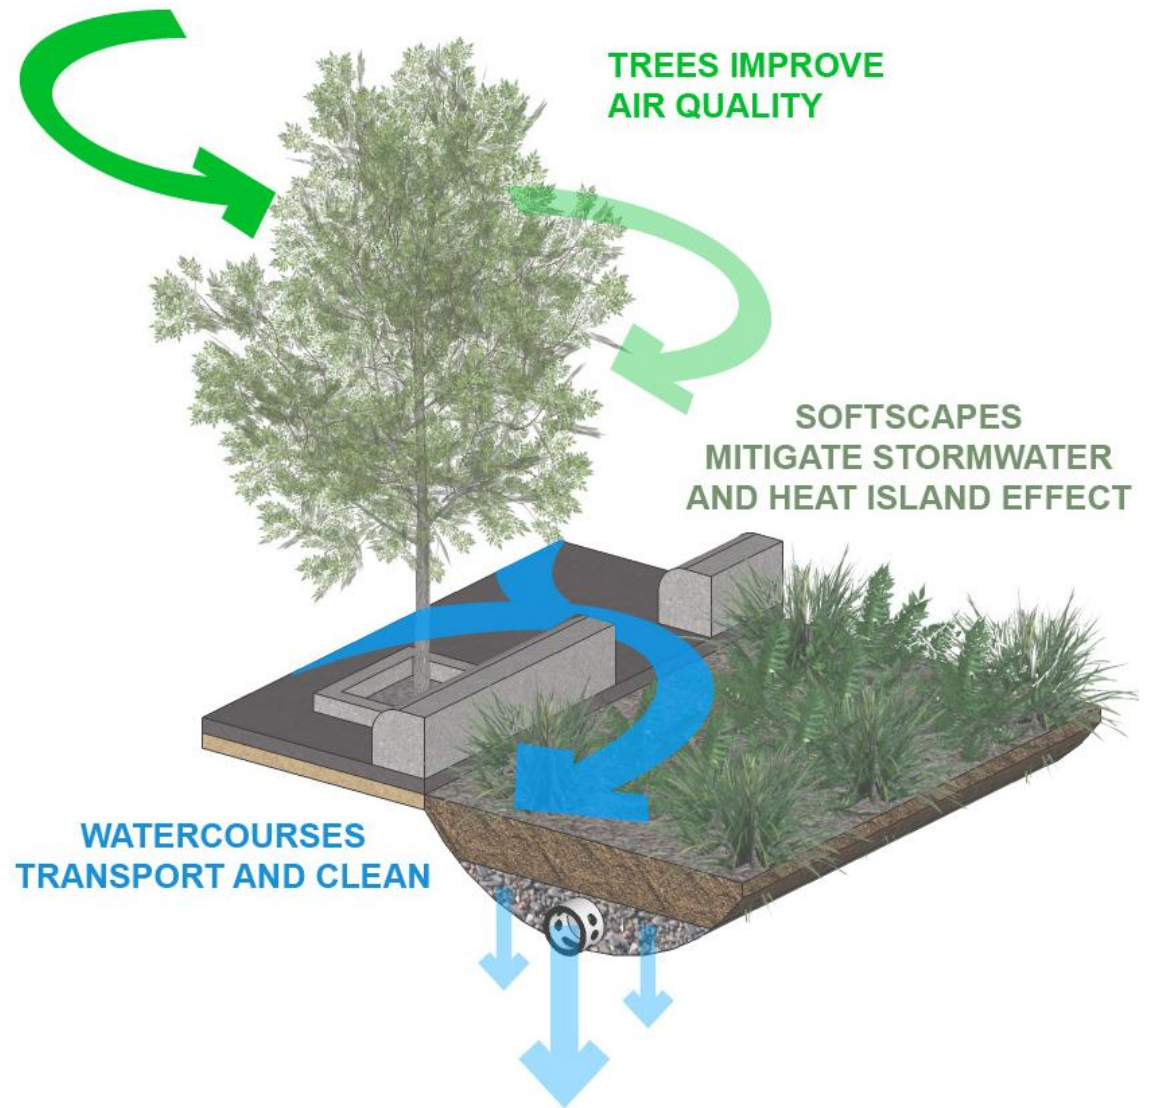 TREES IMPROVE
AIR QUALITY
SOFTSCAPES
MITIGATE STORMWATER
AND HEAT ISLAND EFFECT
WATERCOURSES
TRANSPORT AND CLEAN